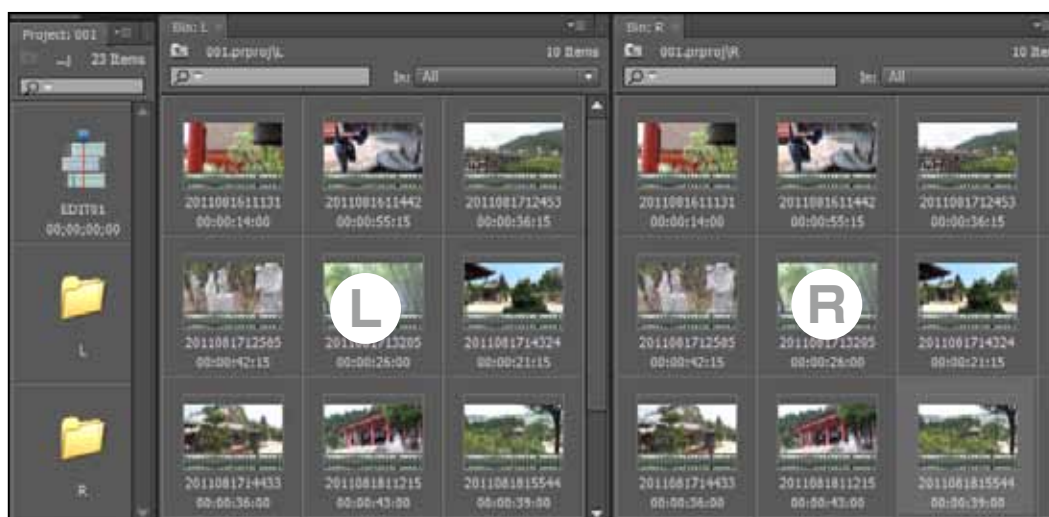 Project: 001
23 Items
EDIT01
00;00;00;00
L
R
Bin: L
001.prproj\L
10 Items
In: All
2011081611131
2011081611442
2011081712453
00:00:14:00
00:00:55:15
00:00:36:15
2011081712585
2011081713205
2011081714324
00:00:42:15
00:00:26:00
00:00:21:15
L
2011081714433
2011081811215
2011081815544
00:00:36:00
00:00:43:00
00:00:39:00
Bin: R
001.prproj\R
10
In: All
2011081611131
2011081611442
2011081712453
00:00:14:00
00:00:55:15
00:00:36:15
2011081712585
2011081713205
2011081714324
00:00:42:15
00:00:26:00
00:00:21:15
R
2011081714433
2011081811215
2011081815544
00:00:36:00
00:00:43:00
00:00:39:00